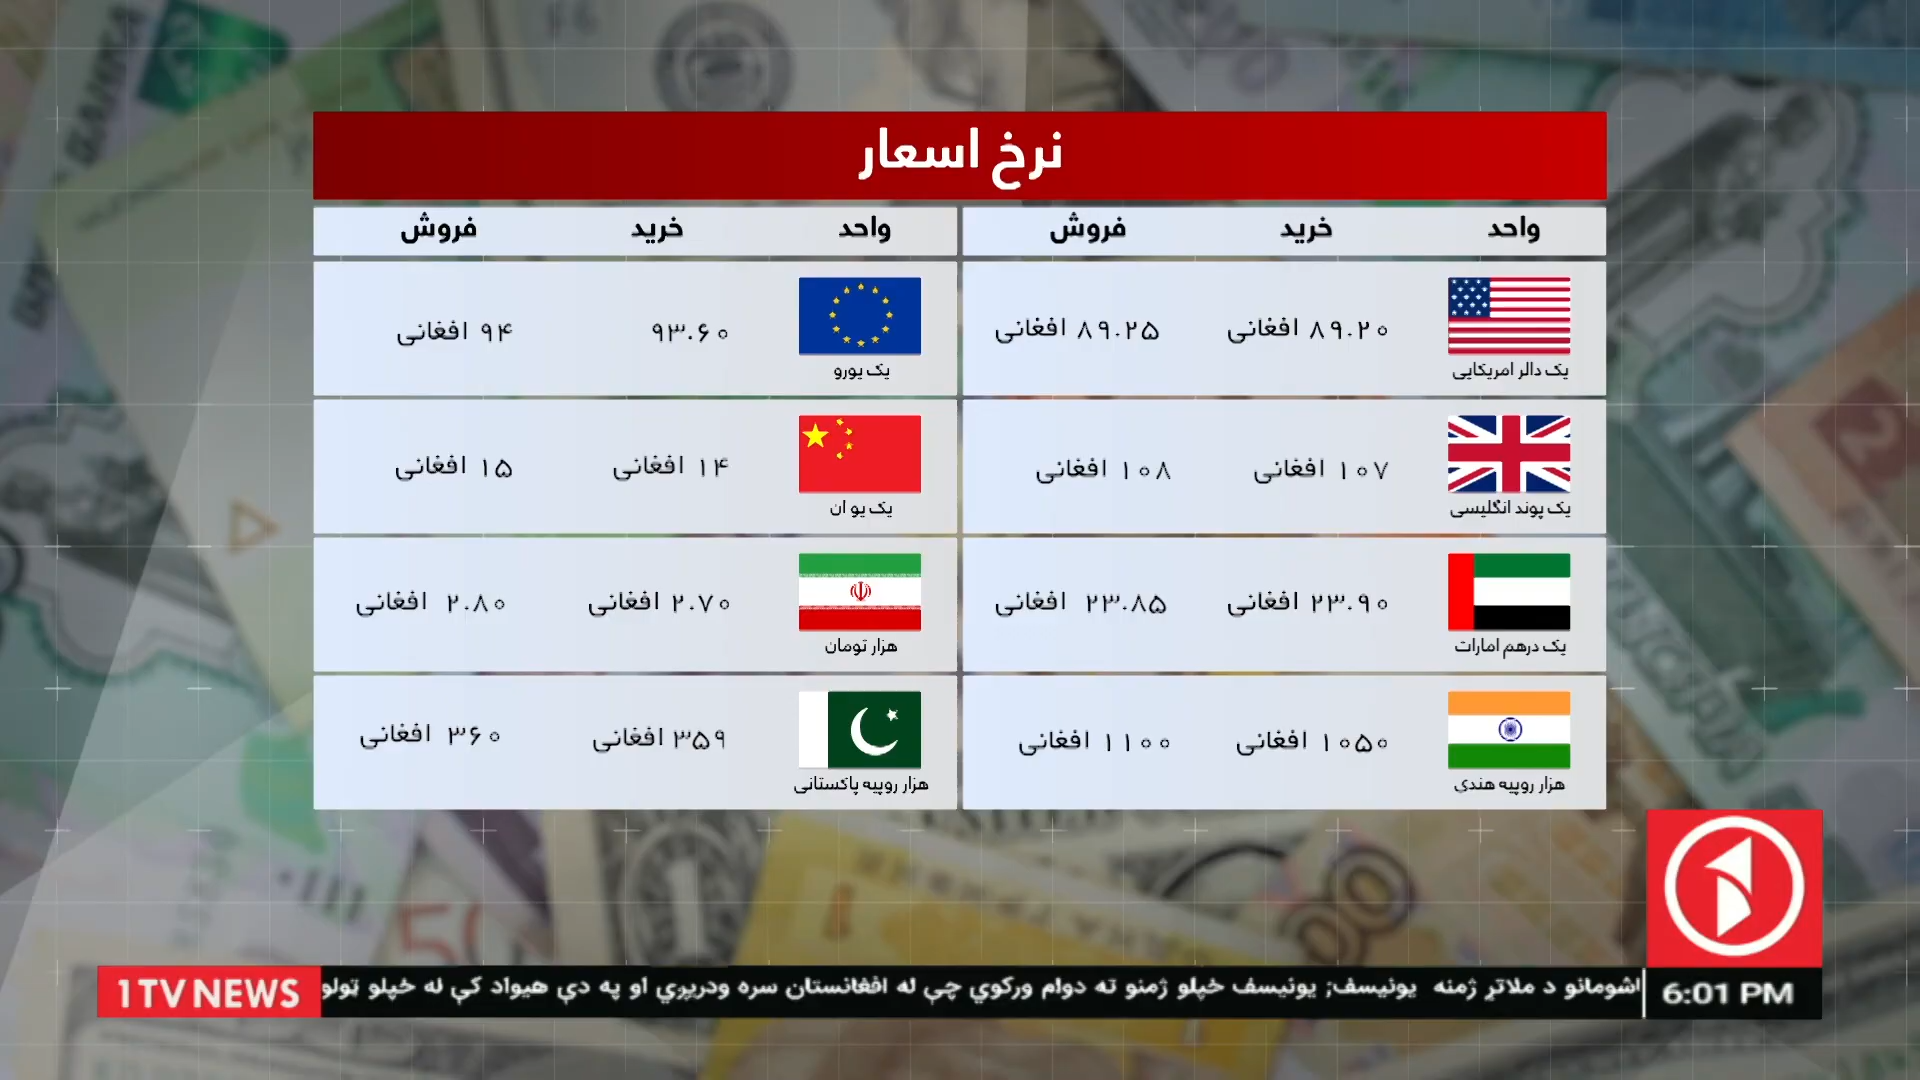 نرخ اسعار
واحد خرید فروش
واحد خرید فروش
یک دالر امریکایی ۸۹.۲۰ افغانی ۸۹.۲۵ افغانی
یک یورو ۹۳.۶۰ ۹۴ افغانی
یک پوند انگلیسی ۱۰۷ افغانی ۱۰۸ افغانی
یک یو ان ۱۴ افغانی ۱۵ افغانی
یک درهم امارات ۲۳.۹۰ افغانی ۲۳.۸۵ افغانی
هزار تومان ۲.۷۰ افغانی ۲.۸۰ افغانی
هزار روپیه هندی ۱۰۵۰ افغانی ۱۱۰۰ افغانی
هزار روپیه پاکستانی ۳۵۹ افغانی ۳۶۰ افغانی
1TV NEWS
اشومانو د ملاتړ ژمنه یونیسف; یونیسف خپلو ژمنو ته دوام ورکوي چې له افغانستان سره ودریږي او په دې هیواد کې له خپلو ټولو
6:01 PM